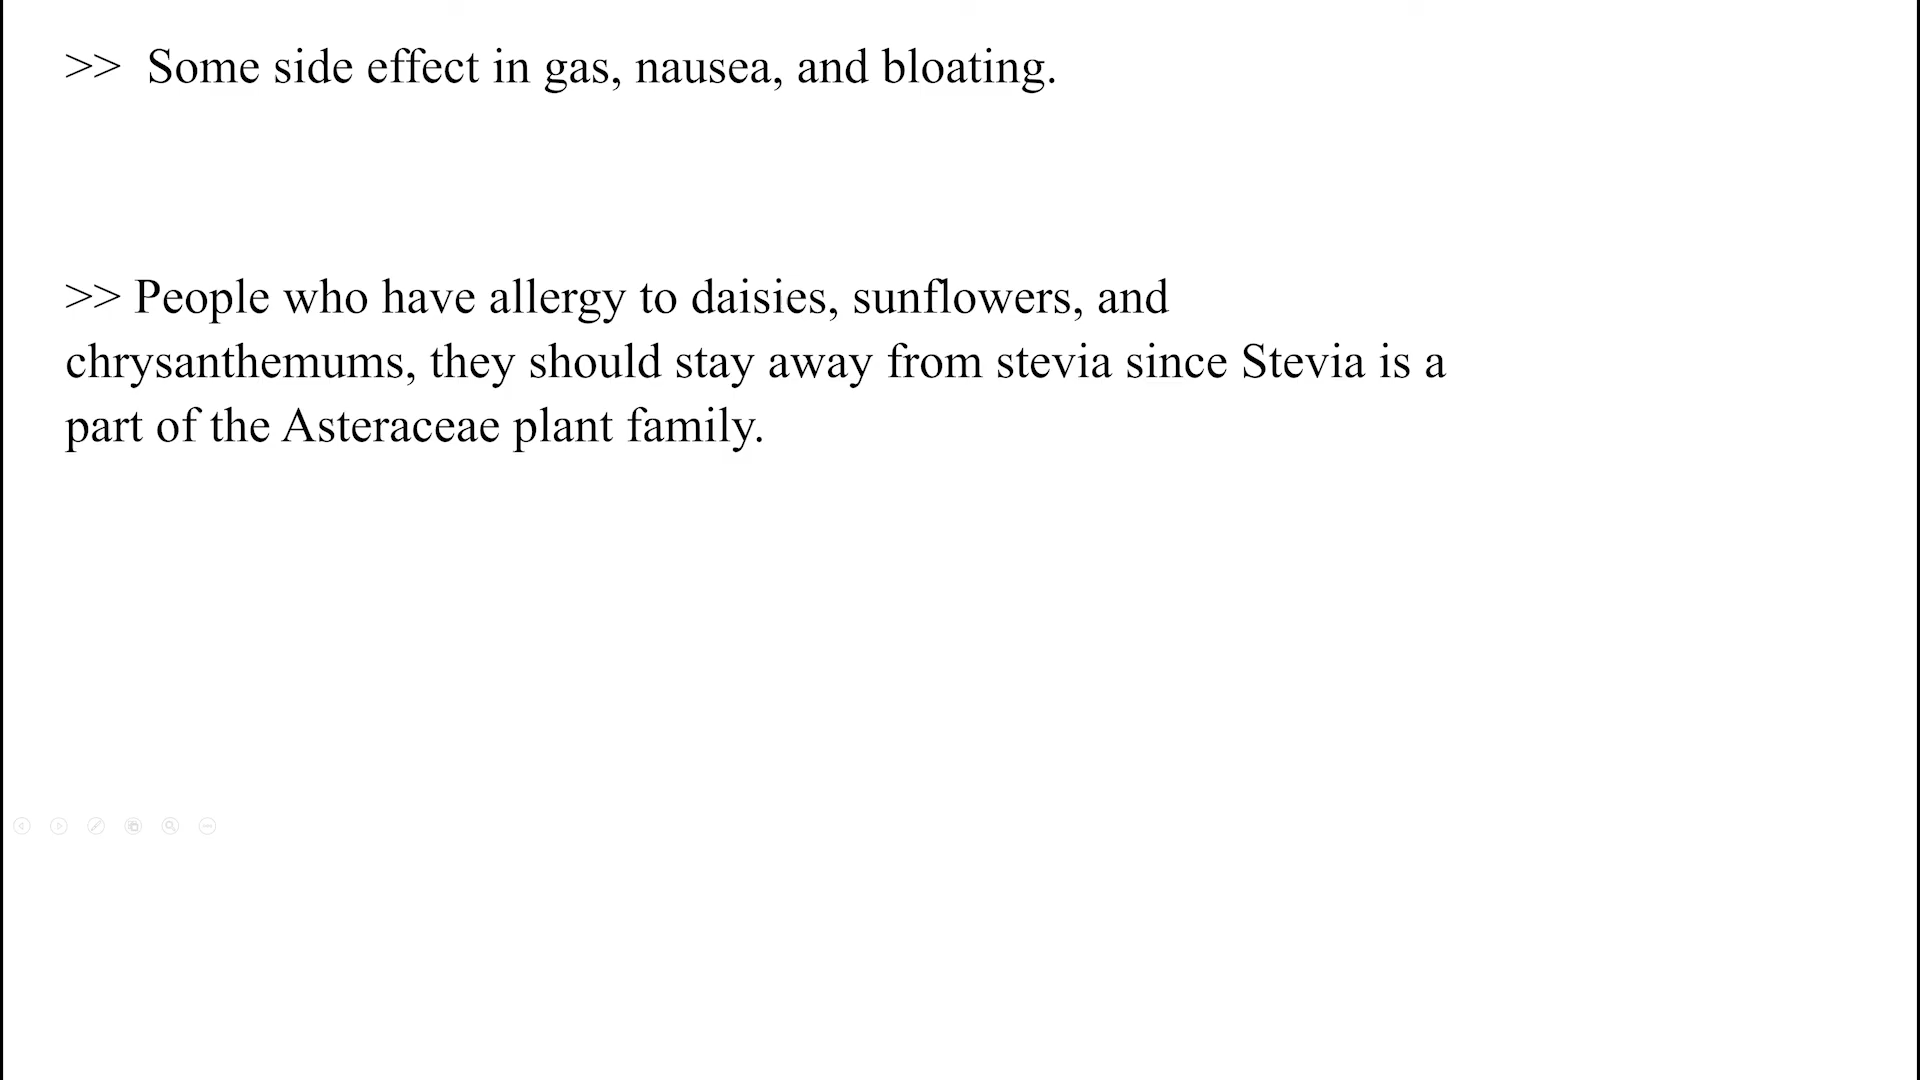 >> Some side effect in gas, nausea, and bloating.
>> People who have allergy to daisies, sunflowers, and
chrysanthemums, they should stay away from stevia since Stevia is a
part of the Asteraceae plant family.